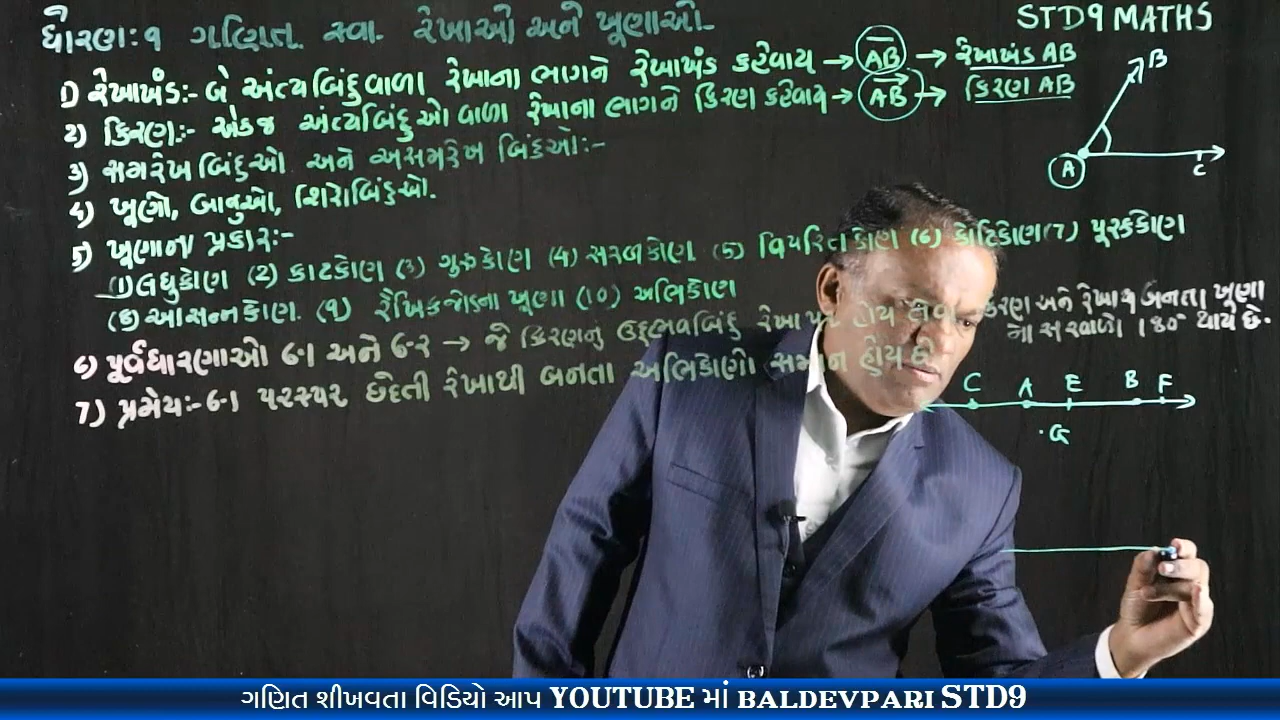 ધોરણ: ૧ ગણિત સ્વા. રેખાઓ અને ખૂણાઓ.
STD9 MATHS
1) રેખાખંડ:- બે અંત્યબિંદુવાળા રેખાના ભાગને રેખાખંડ કહેવાય → AB → રેખાખંડ AB
2) કિરણ:- એકજ અંત્યબિંદુઓ વાળા રેખાના ભાગને કિરણ કહેવાય → AB → કિરણ AB
B
A
C
3) સમરેખ બિંદુઓ અને અસમરેખ બિંદુઓ:-
4) ખૂણો, બાજુઓ, શિરોબિંદુઓ.
5) ખૂણાના પ્રકાર:-
(1) લઘુકોણ (2) કાટકોણ (3) ગુરુકોણ (4) સરળકોણ (5) વિપરિતકોણ (6) કોટિકોણ (7) પૂરકકોણ
(8) આસન્નકોણ. (9) રૈખિકજોડના ખૂણા (10) અભિકોણ
6) પૂર્વધારણાઓ 6.1 અને 6.2 → જે કિરણનું ઉદ્દભવબિંદુ રેખા હોય અને રેખાથી બનતા ખૂણા
નો સરવાળો 180° થાય છે.
7) પ્રમેય:- 6.1 પરસ્પર છેદતી રેખાથી બનતા અભિકોણો સમાન હોય છે
C A E B F
.G
ગણિત શીખવતા વિડિયો આપ YOUTUBE માં BALDEVPARI STD9